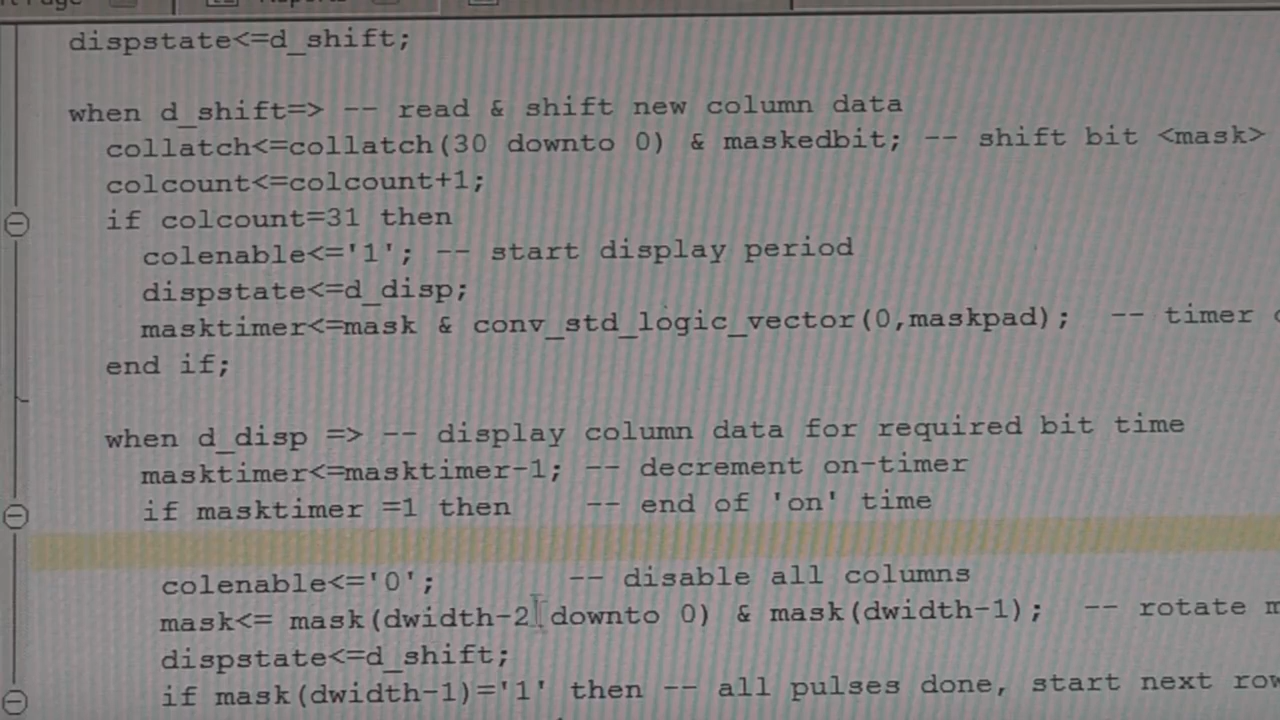 dispstate<=d_shift;
when d_shift=> -- read & shift new column data
collatch<=collatch(30 downto 0) & maskedbit; -- shift bit <mask>
colcount<=colcount+1;
if colcount=31 then
colenable<='1'; -- start display period
dispstate<=d_disp;
masktimer<=mask & conv_std_logic_vector(0,maskpad); -- timer
end if;
when d_disp => -- display column data for required bit time
masktimer<=masktimer-1; -- decrement on-timer
if masktimer =1 then -- end of 'on' time
colenable<='0'; -- disable all columns
mask<= mask(dwidth-2 downto 0) & mask(dwidth-1); -- rotate
dispstate<=d_shift;
if mask(dwidth-1)='1' then -- all pulses done, start next row